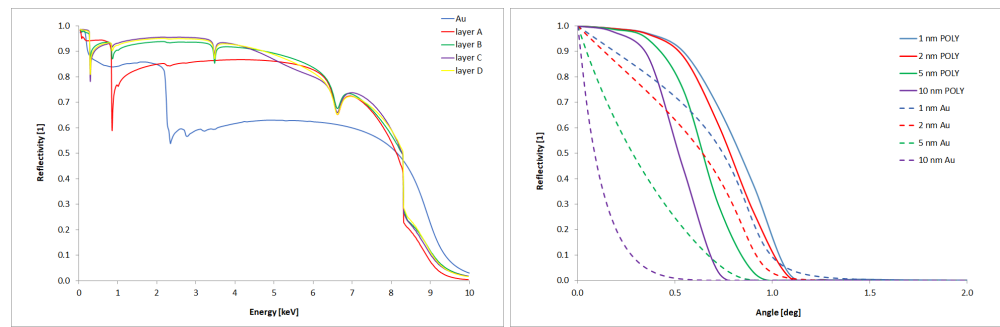 Reflectivity [1]
1.0
0.9
0.8
0.7
0.6
0.5
0.4
0.3
0.2
0.1
0.0
0 1 2 3 4 5 6 7 8 9 10
Energy [keV]
Au
layer A
layer B
layer C
layer D
Reflectivity [1]
1.0
0.9
0.8
0.7
0.6
0.5
0.4
0.3
0.2
0.1
0.0
0.0 0.5 1.0 1.5 2.0
Angle [deg]
1 nm POLY
2 nm POLY
5 nm POLY
10 nm POLY
1 nm Au
2 nm Au
5 nm Au
10 nm Au